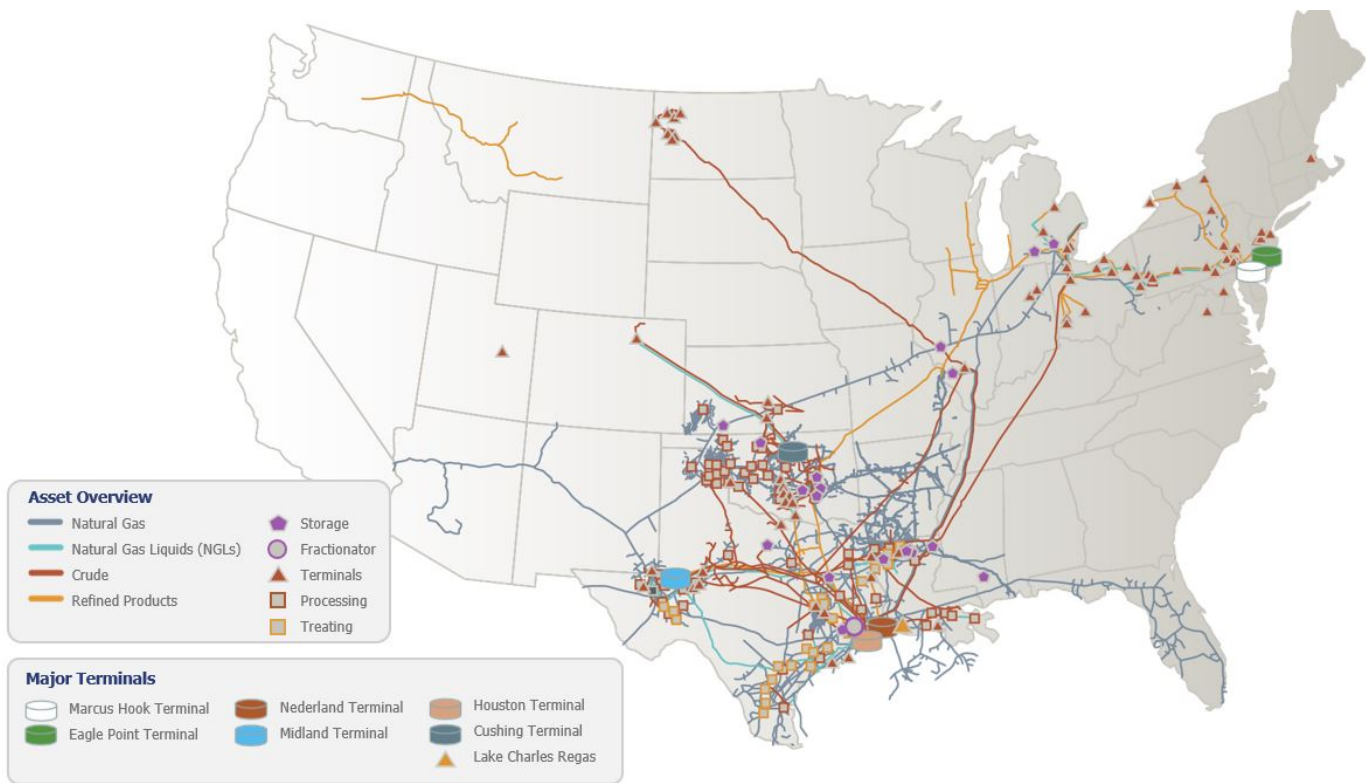 Asset Overview
Natural Gas
Natural Gas Liquids (NGLs)
Crude
Refined Products
Storage
Fractionator
Terminals
Processing
Treating
Major Terminals
Marcus Hook Terminal
Eagle Point Terminal
Nederland Terminal
Midland Terminal
Houston Terminal
Cushing Terminal
Lake Charles Regas